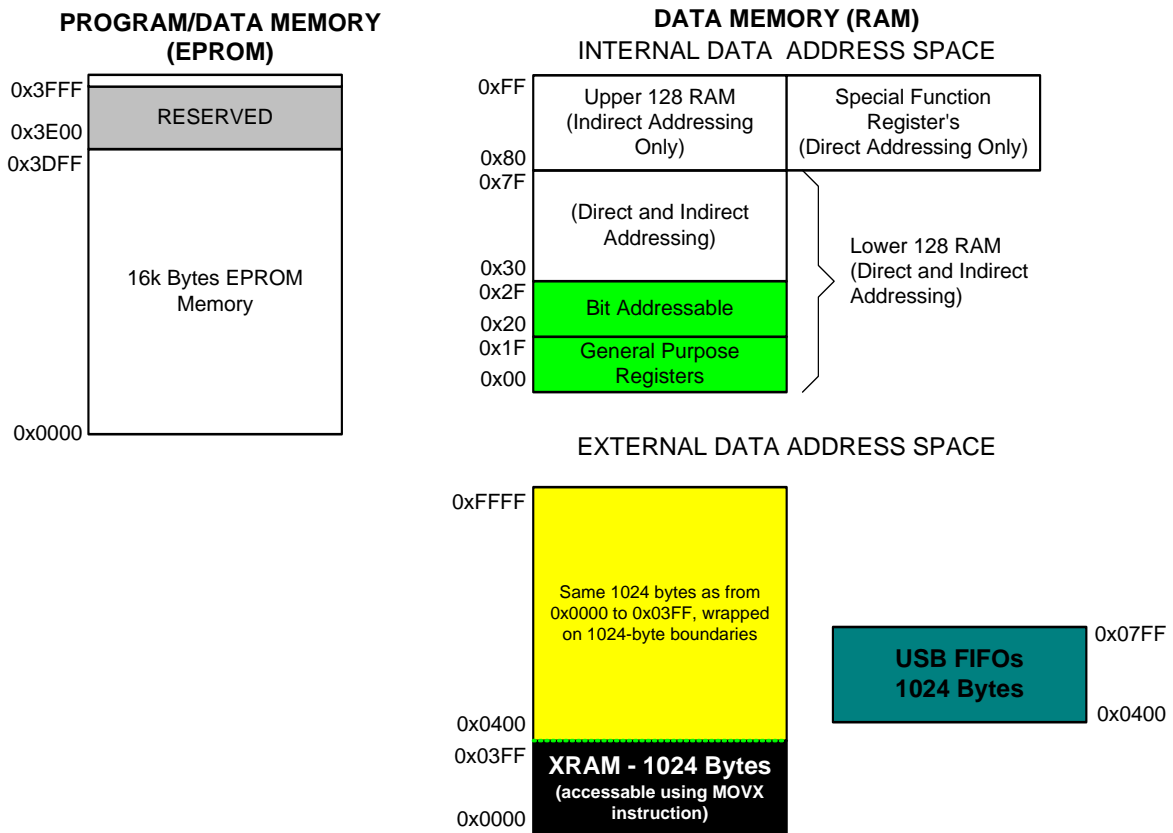 PROGRAM/DATA MEMORY
(EPROM)
0x3FFF
RESERVED
0x3E00
0x3DFF
16k Bytes EPROM
Memory
0x0000
DATA MEMORY (RAM)
INTERNAL DATA ADDRESS SPACE
0xFF
Upper 128 RAM
(Indirect Addressing
Only)
0x80
Special Function
Register's
(Direct Addressing Only)
0x7F
(Direct and Indirect
Addressing)
0x30
0x2F
Bit Addressable
0x20
0x1F
General Purpose
Registers
0x00
Lower 128 RAM
(Direct and Indirect
Addressing)
EXTERNAL DATA ADDRESS SPACE
0xFFFF
Same 1024 bytes as from
0x0000 to 0x03FF, wrapped
on 1024-byte boundaries
0x0400
0x03FF
XRAM - 1024 Bytes
(accessable using MOVX
instruction)
0x0000
0x07FF
USB FIFOs
1024 Bytes
0x0400